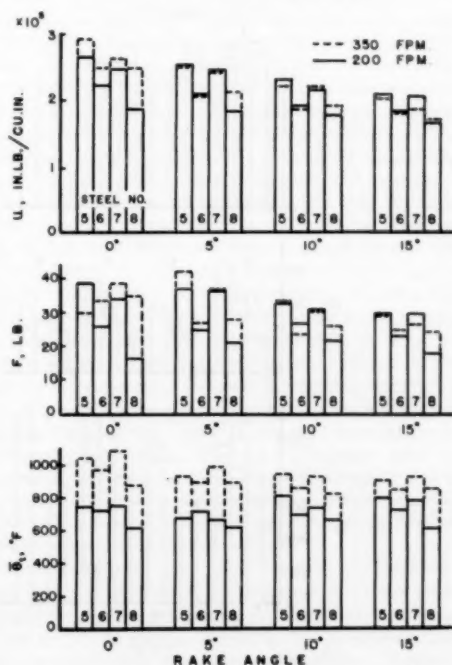 --- 350 FPM.
— 200 FPM.
3
2
1
0
U, IN.LB./CU.IN.
STEEL NO.
5 6 7 8 5 6 7 8 5 6 7 8 5 6 7 8
0° 5° 10° 15°
40
30
20
10
0
F, LB.
5 6 7 8 5 6 7 8 5 6 7 8 5 6 7 8
0° 5° 10° 15°
1000
800
600
400
200
0
θ̄t, °F
5 6 7 8 5 6 7 8 5 6 7 8 5 6 7 8
0° 5° 10° 15°
RAKE ANGLE